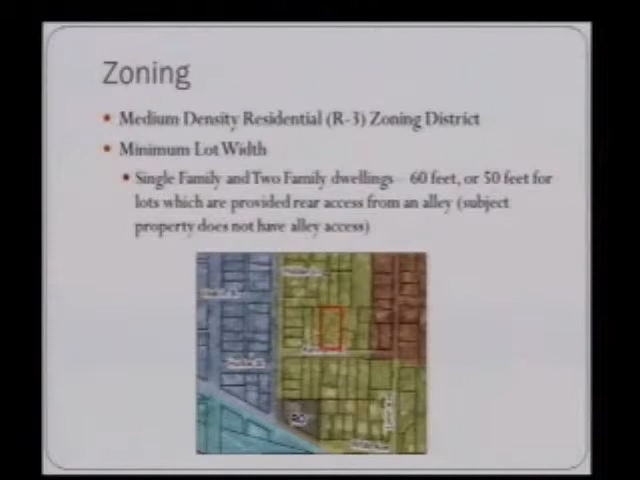 Zoning
Medium Density Residential (R-3) Zoning District
Minimum Lot Width
Single Family and Two Family dwellings – 60 feet, or 50 feet for
lots which are provided rear access from an alley (subject
property does not have alley access)